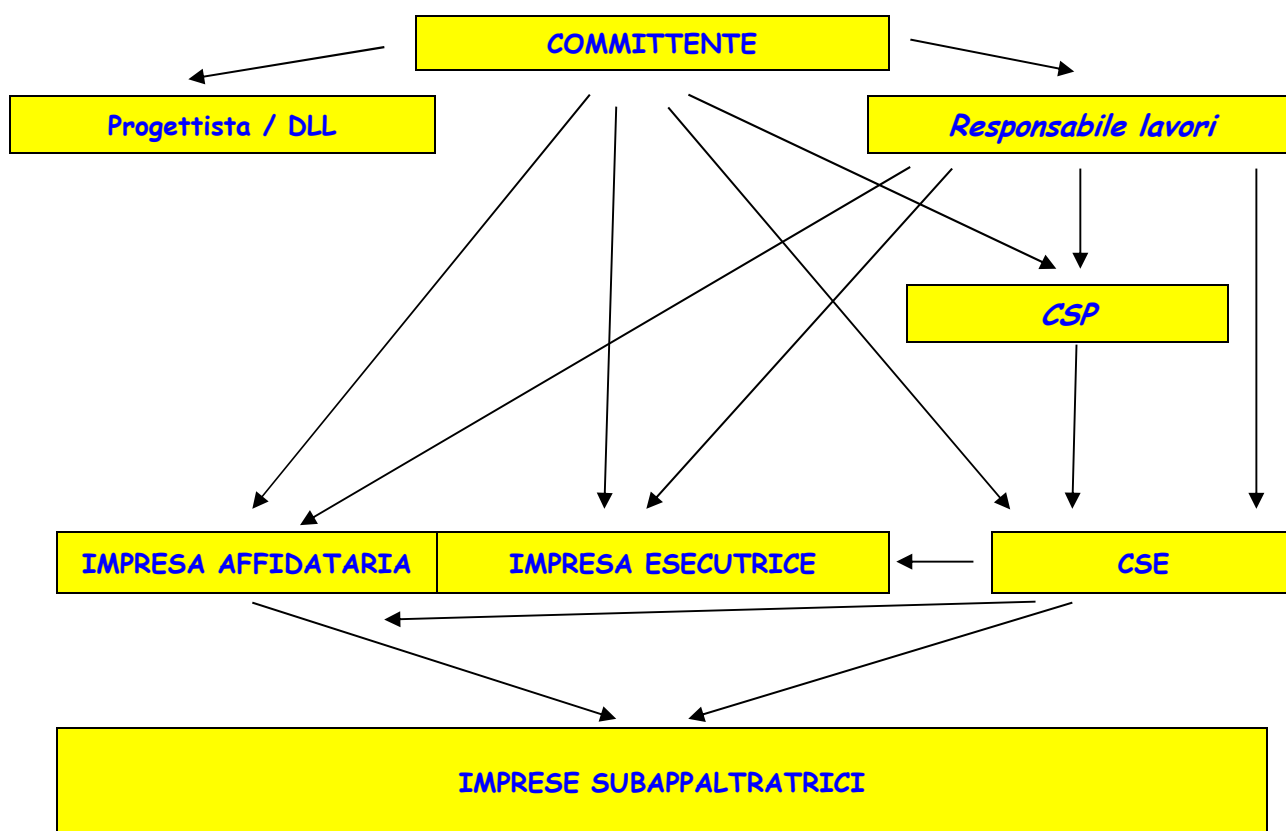 COMMITTENTE
Progettista / DLL
Responsabile lavori
CSP
IMPRESA AFFIDATARIA
IMPRESA ESECUTRICE
CSE
IMPRESE SUBAPPALTRATRICI